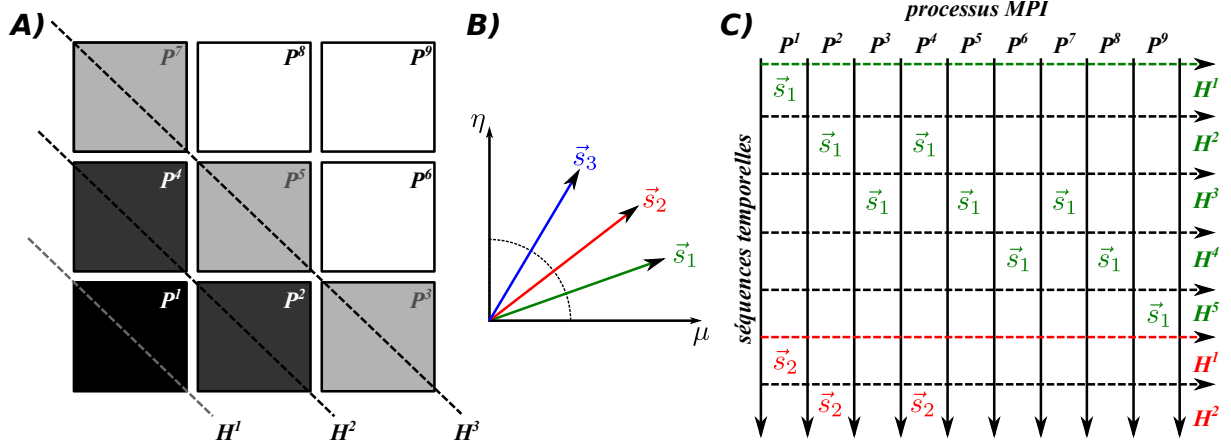 A)
P⁷ P⁸ P⁹
P⁴ P⁵ P⁶
P¹ P² P³
H¹ H² H³
B)
η
s⃗₃
s⃗₂
s⃗₁
μ
C)
processus MPI
P¹ P² P³ P⁴ P⁵ P⁶ P⁷ P⁸ P⁹
séquences temporelles
s⃗₁ H¹
s⃗₁ s⃗₁ H²
s⃗₁ s⃗₁ s⃗₁ H³
s⃗₁ s⃗₁ H⁴
s⃗₁ H⁵
s⃗₂ H¹
s⃗₂ s⃗₂ H²